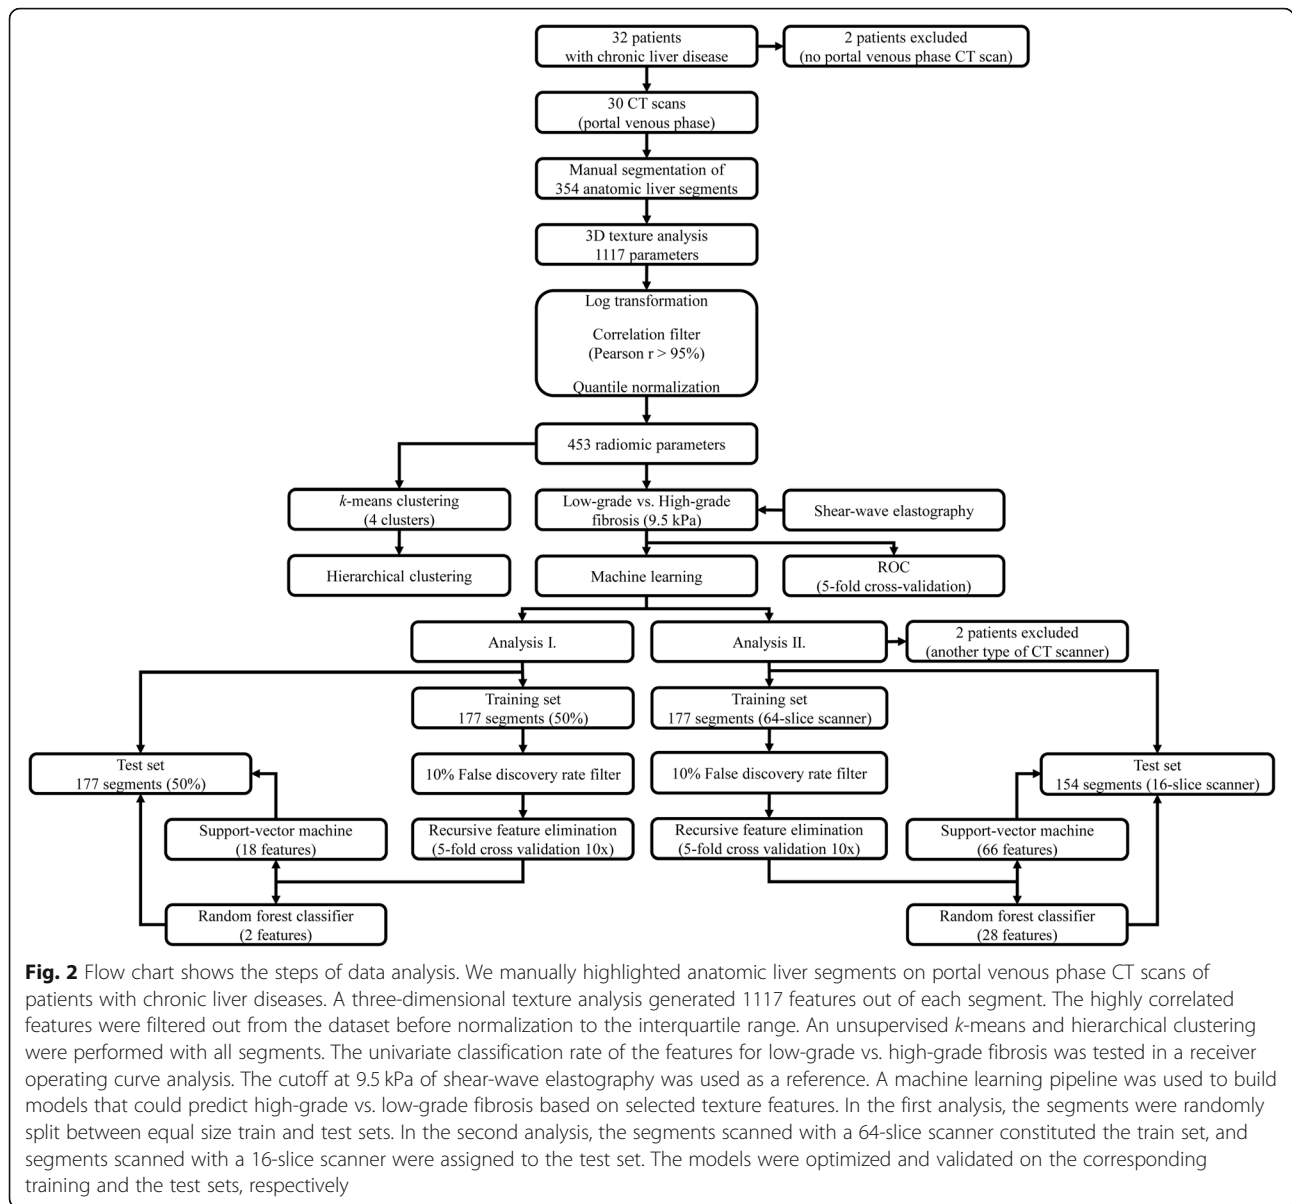 32 patients
with chronic liver disease
2 patients excluded
(no portal venous phase CT scan)
30 CT scans
(portal venous phase)
Manual segmentation of
354 anatomic liver segments
3D texture analysis
1117 parameters
Log transformation
Correlation filter
(Pearson r > 95%)
Quantile normalization
453 radiomic parameters
k-means clustering
(4 clusters)
Low-grade vs. High-grade
fibrosis (9.5 kPa)
Shear-wave elastography
Hierarchical clustering
Machine learning
ROC
(5-fold cross-validation)
Analysis I.
Analysis II.
2 patients excluded
(another type of CT scanner)
Training set
177 segments (50%)
Training set
177 segments (64-slice scanner)
Test set
177 segments (50%)
10% False discovery rate filter
10% False discovery rate filter
Test set
154 segments (16-slice scanner)
Support-vector machine
(18 features)
Recursive feature elimination
(5-fold cross validation 10x)
Recursive feature elimination
(5-fold cross validation 10x)
Support-vector machine
(66 features)
Random forest classifier
(2 features)
Random forest classifier
(28 features)
Fig. 2 Flow chart shows the steps of data analysis. We manually highlighted anatomic liver segments on portal venous phase CT scans of
patients with chronic liver diseases. A three-dimensional texture analysis generated 1117 features out of each segment. The highly correlated
features were filtered out from the dataset before normalization to the interquartile range. An unsupervised k-means and hierarchical clustering
were performed with all segments. The univariate classification rate of the features for low-grade vs. high-grade fibrosis was tested in a receiver
operating curve analysis. The cutoff at 9.5 kPa of shear-wave elastography was used as a reference. A machine learning pipeline was used to build
models that could predict high-grade vs. low-grade fibrosis based on selected texture features. In the first analysis, the segments were randomly
split between equal size train and test sets. In the second analysis, the segments scanned with a 64-slice scanner constituted the train set, and
segments scanned with a 16-slice scanner were assigned to the test set. The models were optimized and validated on the corresponding
training and the test sets, respectively